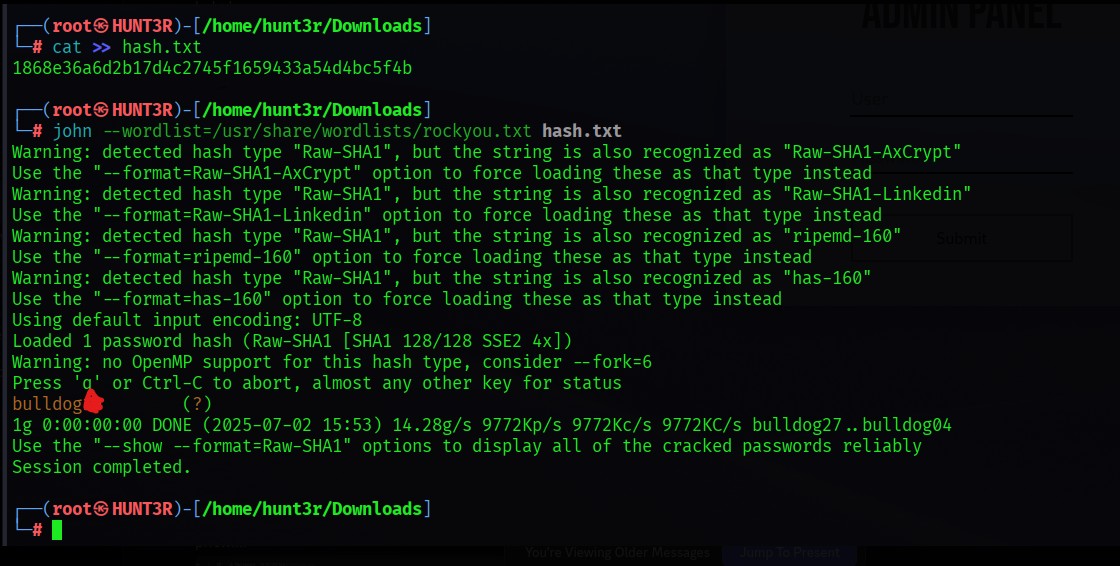 ┌──(root㉿HUNT3R)-[/home/hunt3r/Downloads]
└─# cat >> hash.txt
1868e36a6d2b17d4c2745f1659433a54d4bc5f4b
┌──(root㉿HUNT3R)-[/home/hunt3r/Downloads]
└─# john --wordlist=/usr/share/wordlists/rockyou.txt hash.txt
Warning: detected hash type "Raw-SHA1", but the string is also recognized as "Raw-SHA1-AxCrypt"
Use the "--format=Raw-SHA1-AxCrypt" option to force loading these as that type instead
Warning: detected hash type "Raw-SHA1", but the string is also recognized as "Raw-SHA1-Linkedin"
Use the "--format=Raw-SHA1-Linkedin" option to force loading these as that type instead
Warning: detected hash type "Raw-SHA1", but the string is also recognized as "ripemd-160"
Use the "--format=ripemd-160" option to force loading these as that type instead
Warning: detected hash type "Raw-SHA1", but the string is also recognized as "has-160"
Use the "--format=has-160" option to force loading these as that type instead
Using default input encoding: UTF-8
Loaded 1 password hash (Raw-SHA1 [SHA1 128/128 SSE2 4x])
Warning: no OpenMP support for this hash type, consider --fork=6
Press 'q' or Ctrl-C to abort, almost any other key for status
bulldog (?)
1g 0:00:00:00 DONE (2025-07-02 15:53) 14.28g/s 9772Kp/s 9772Kc/s 9772KC/s bulldog27..bulldog04
Use the "--show --format=Raw-SHA1" options to display all of the cracked passwords reliably
Session completed.
┌──(root㉿HUNT3R)-[/home/hunt3r/Downloads]
└─#
ADMIN PANEL
User
Submit
You're Viewing Older Messages
Jump To Present